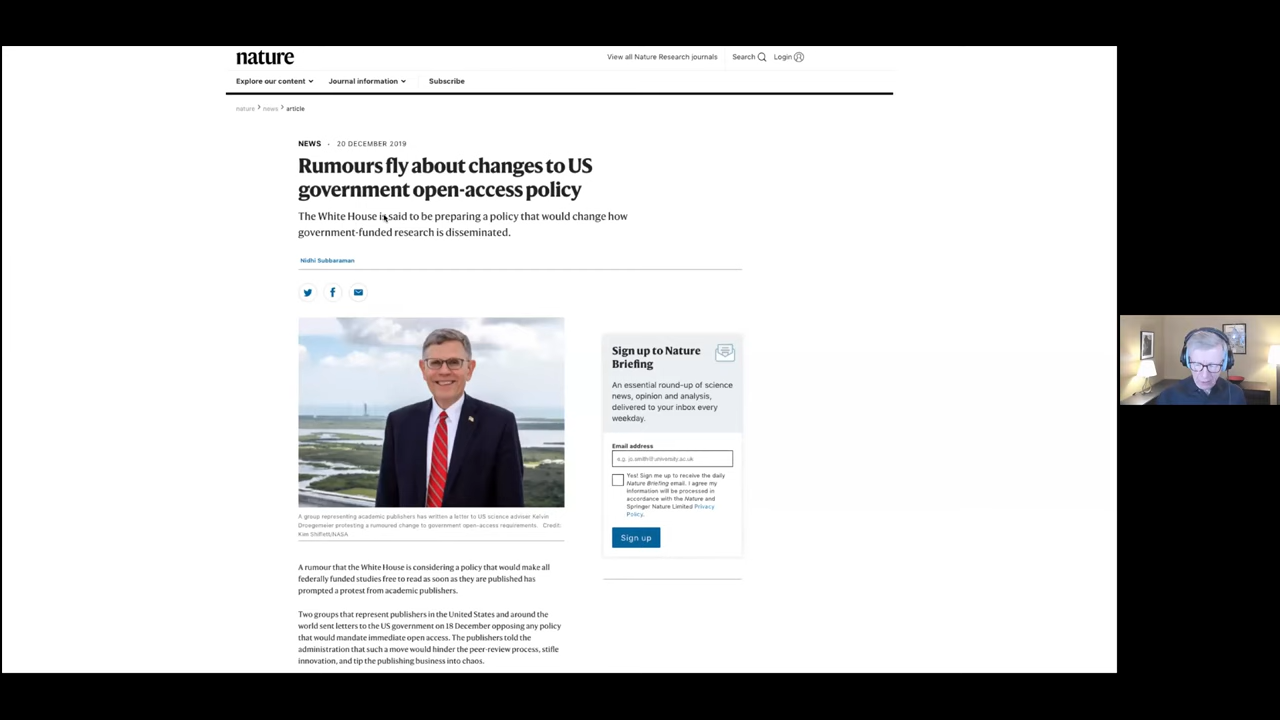 nature
View all Nature Research journals
Search
Login
Explore our content
Journal information
Subscribe
nature > news > article
NEWS · 20 DECEMBER 2019
Rumours fly about changes to US
government open-access policy
The White House is said to be preparing a policy that would change how
government-funded research is disseminated.
Nidhi Subbaraman
A group representing academic publishers has written a letter to US science adviser Kelvin
Droegemeier protesting a rumoured change to government open-access requirements. Credit:
Kim Shiflett/NASA
A rumour that the White House is considering a policy that would make all
federally funded studies free to read as soon as they are published has
prompted a protest from academic publishers.
Two groups that represent publishers in the United States and around the
world sent letters to the US government on 18 December opposing any policy
that would mandate immediate open access. The publishers told the
administration that such a move would hinder the peer-review process, stifle
innovation, and tip the publishing business into chaos.
Sign up to Nature
Briefing
An essential round-up of science
news, opinion and analysis,
delivered to your inbox every
weekday.
Email address
e.g. jo.smith@university.ac.uk
Yes! Sign me up to receive the daily
Nature Briefing email. I agree my
information will be processed in
accordance with the Nature and
Springer Nature Limited Privacy
Policy.
Sign up